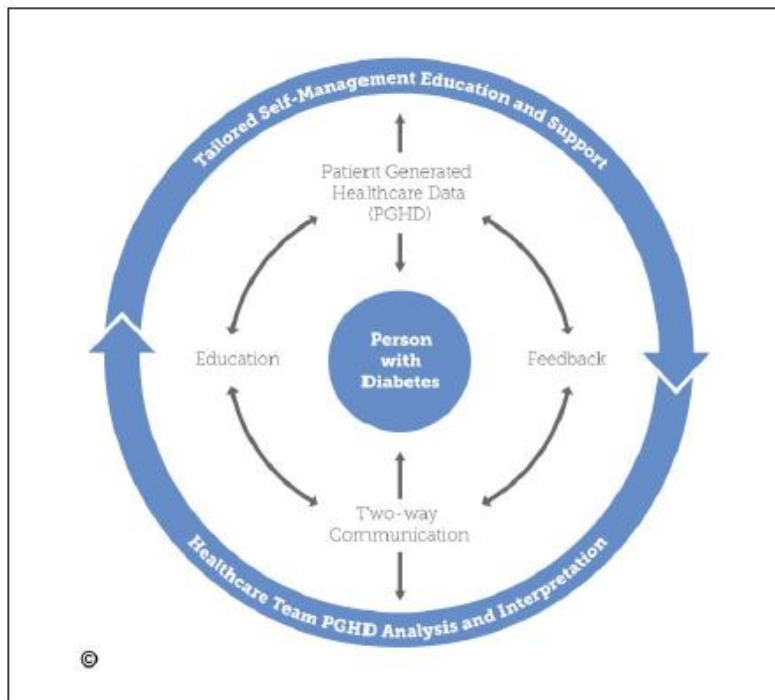 Tailored Self-Management Education and Support
Patient Generated
Healthcare Data
(PGHD)
Education
Person
with
Diabetes
Feedback
Two-way
Communication
Healthcare Team PGHD Analysis and Interpretation
©